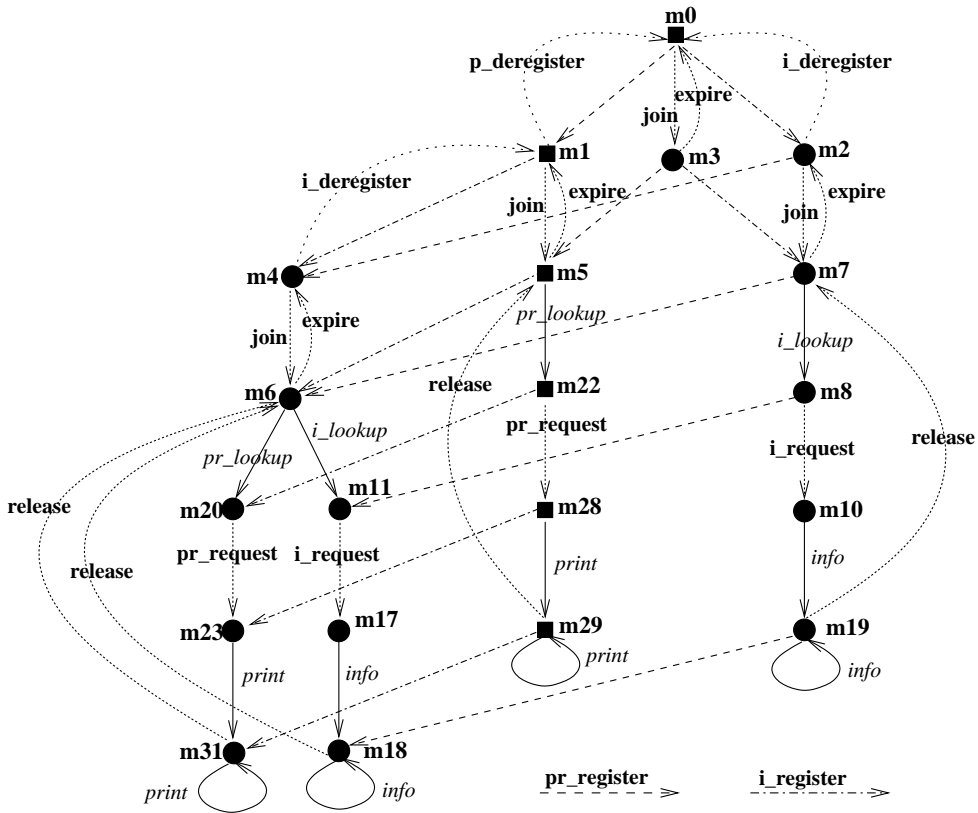 m0
p_deregister
i_deregister
expire
join
m1
m3
m2
i_deregister
expire
expire
join
join
m4
m5
m7
pr_lookup
expire
i_lookup
join
release
m6
m22
m8
i_lookup
pr_request
release
pr_lookup
i_request
m11
release
m20
m28
m10
pr_request
i_request
print
info
release
m23
m17
m29
m19
print
print
info
info
m31
m18
print
info
pr_register
i_register